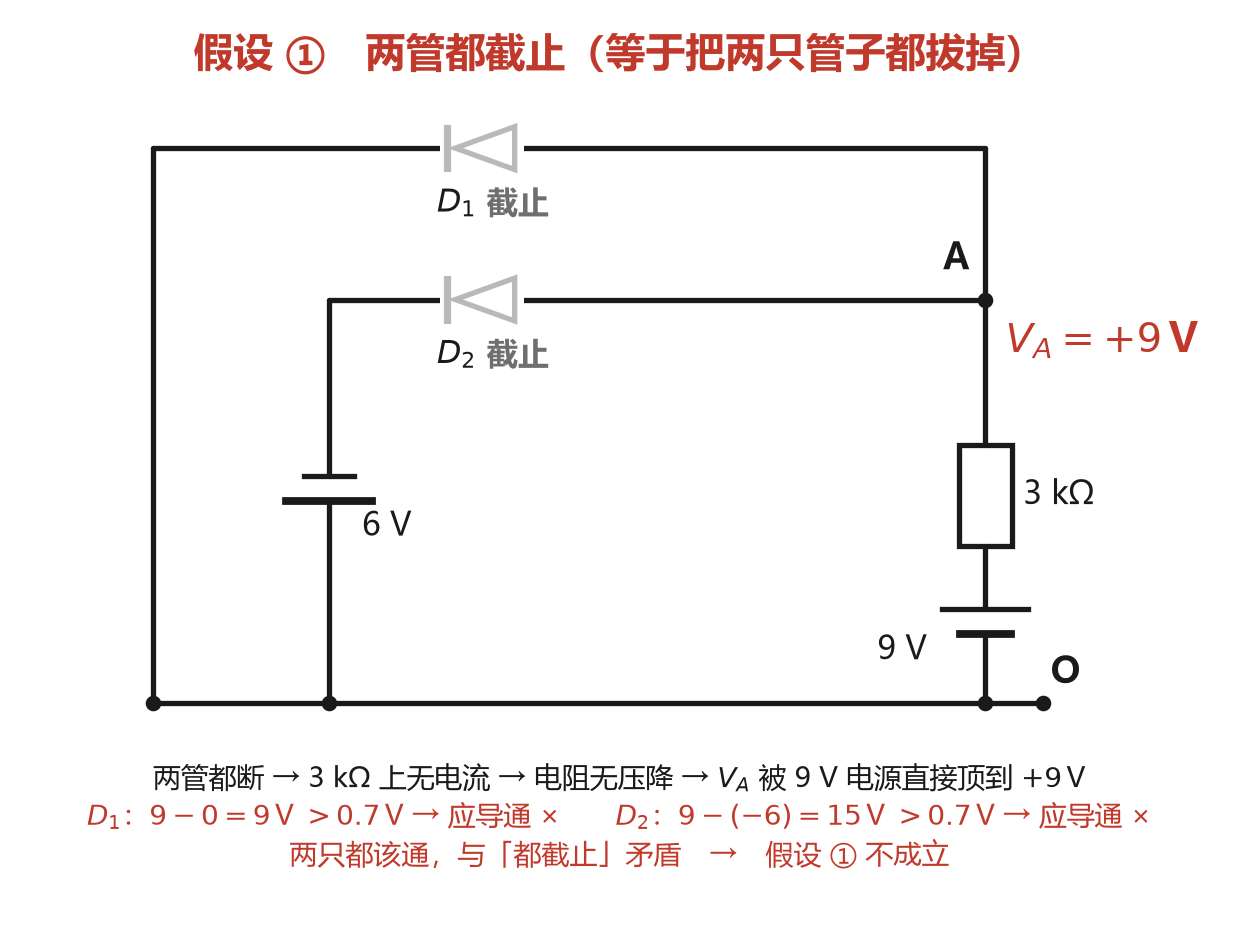 假设 ① 两管都截止（等于把两只管子都拔掉）
D₁ 截止
A
D₂ 截止
V_A = +9 V
3 kΩ
6 V
9 V
O
两管都断 → 3 kΩ 上无电流 → 电阻无压降 → V_A 被 9 V 电源直接顶到 +9 V
D₁：9 − 0 = 9 V > 0.7 V → 应导通 × D₂：9 − (−6) = 15 V > 0.7 V → 应导通 ×
两只都该通，与「都截止」矛盾 → 假设 ① 不成立